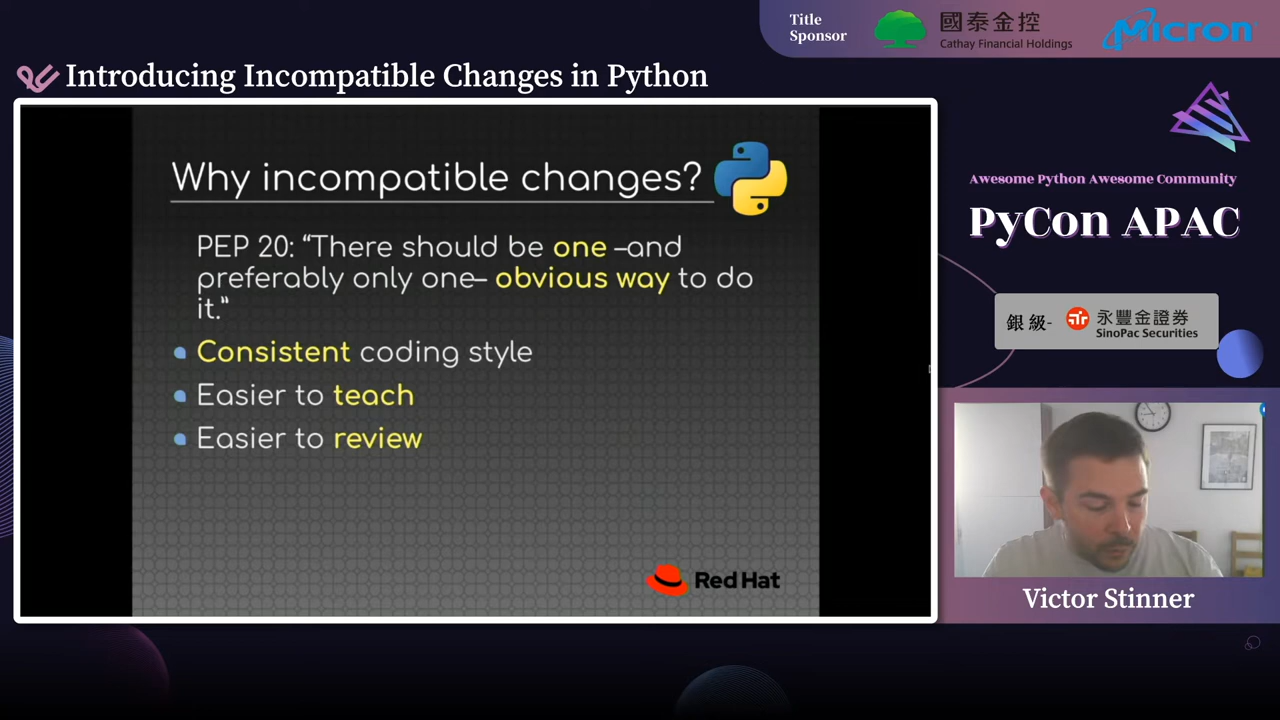 Title
Sponsor
國泰金控
Cathay Financial Holdings
Micron
Introducing Incompatible Changes in Python
Why incompatible changes?
PEP 20: “There should be one –and
preferably only one– obvious way to do
it.”
Consistent coding style
Easier to teach
Easier to review
Red Hat
Awesome Python Awesome Community
PyCon APAC
銀級-
永豐金證券
SinoPac Securities
Victor Stinner